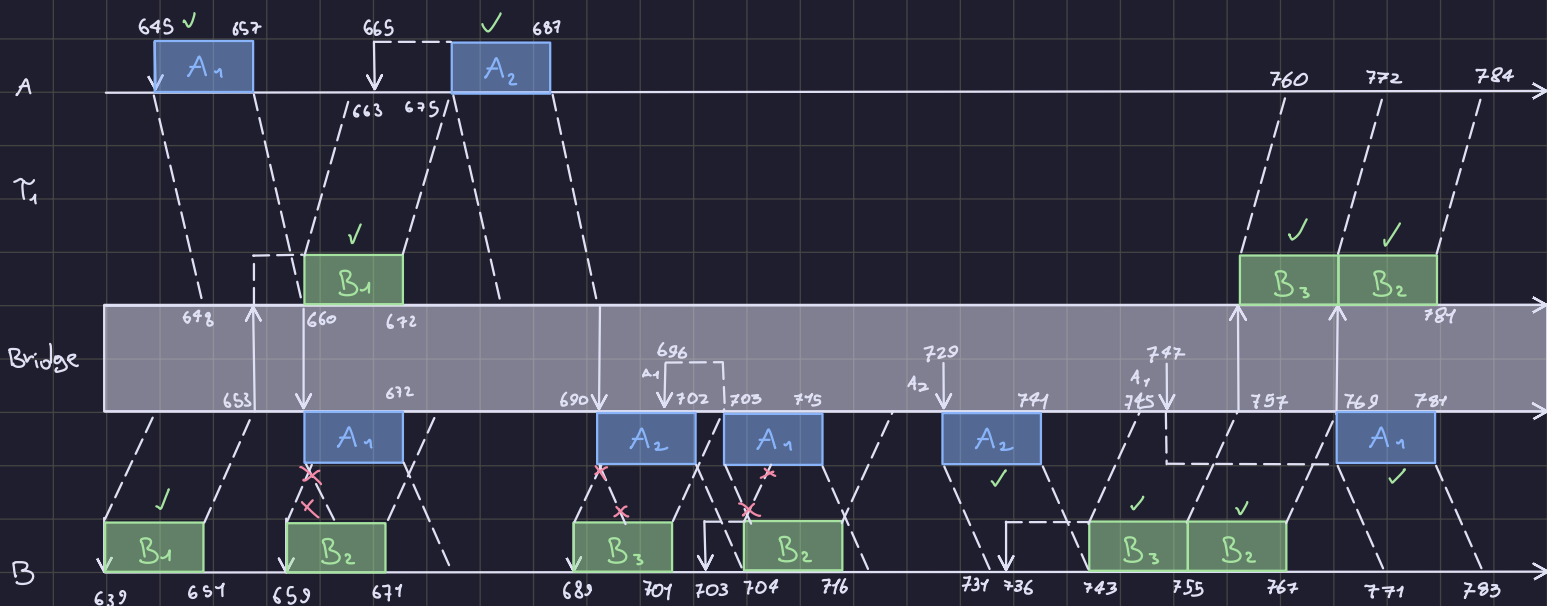 645 657 665 687
A1 A2
A 760 772 784
663 675
T1
B1 B3 B2
648 660 672 781
Bridge
696 729 747
A1 A2 A1
653 672 690 702 703 715 741 745 757 769 781
A1 A2 A1 A2 A1
B1 B2 B3 B2 B3 B2
B
639 651 659 671 689 701 703 704 716 731 736 743 755 767 771 783